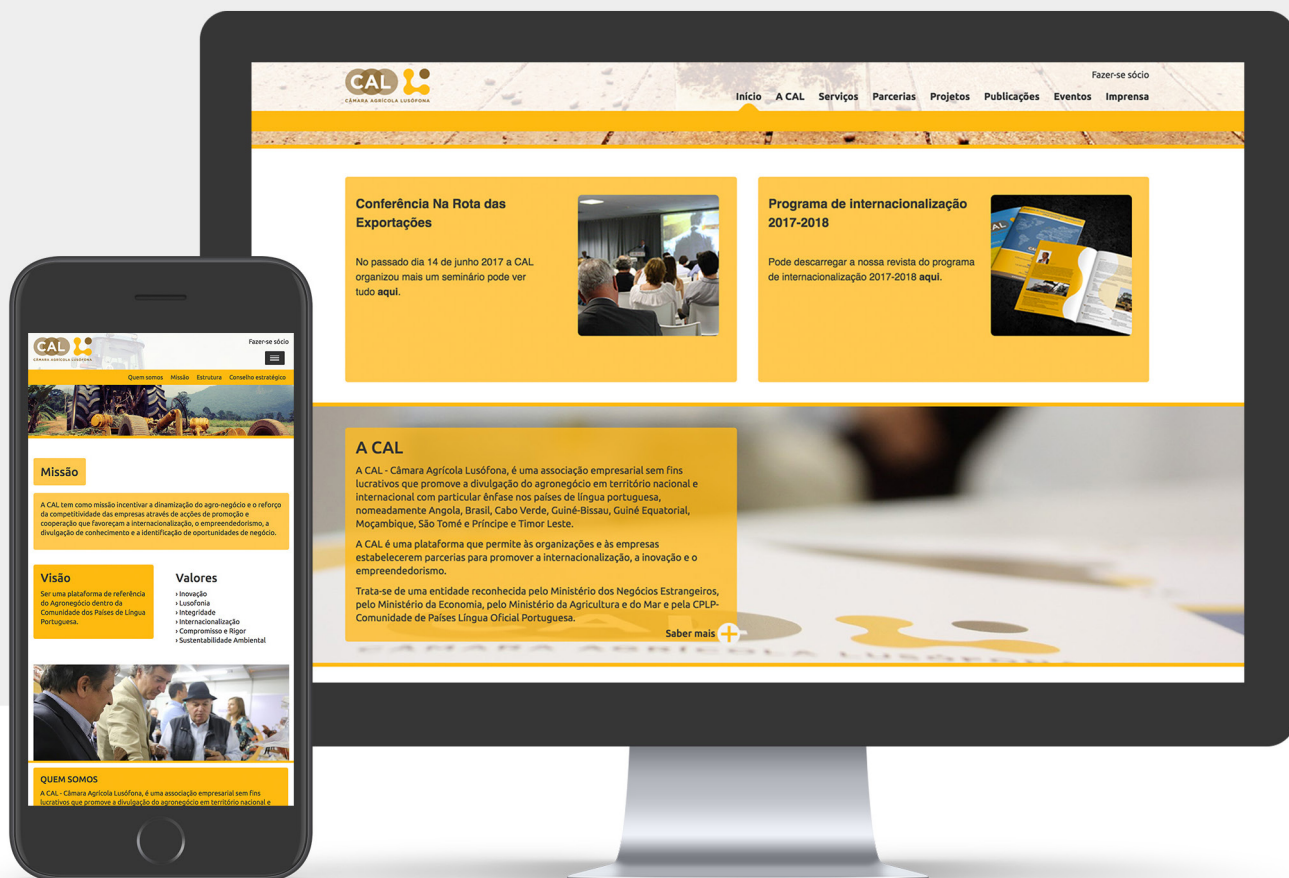 CAL
CÂMARA AGRÍCOLA LUSÓFONA
Fazer-se sócio
Início A CAL Serviços Parcerias Projetos Publicações Eventos Imprensa
Conferência Na Rota das
Exportações
No passado dia 14 de junho 2017 a CAL
organizou mais um seminário pode ver
tudo aqui.
Programa de internacionalização
2017-2018
Pode descarregar a nossa revista do programa
de internacionalização 2017-2018 aqui.
A CAL
A CAL - Câmara Agrícola Lusófona, é uma associação empresarial sem fins
lucrativos que promove a divulgação do agronegócio em território nacional e
internacional com particular ênfase nos países de língua portuguesa,
nomeadamente Angola, Brasil, Cabo Verde, Guiné-Bissau, Guiné Equatorial,
Moçambique, São Tomé e Príncipe e Timor Leste.
A CAL é uma plataforma que permite às organizações e às empresas
estabelecerem parcerias para promover a internacionalização, a inovação e o
empreendedorismo.
Trata-se de uma entidade reconhecida pelo Ministério dos Negócios Estrangeiros,
pelo Ministério da Economia, pelo Ministério da Agricultura e do Mar e pela CPLP-
Comunidade de Países Língua Oficial Portuguesa.
Saber mais
CÂMARA AGRÍCOLA LUSÓFONA
CAL
CÂMARA AGRÍCOLA LUSÓFONA
Fazer-se sócio
Quem somos Missão Estrutura Conselho estratégico
Missão
A CAL tem como missão incentivar a dinamização do agro-negócio e o reforço
da competitividade das empresas através de acções de promoção e
cooperação que favoreçam a internacionalização, o empreendedorismo, a
divulgação de conhecimento e a identificação de oportunidades de negócio.
Visão
Ser uma plataforma de referência
do Agronegócio dentro da
Comunidade dos Países de Língua
Portuguesa.
Valores
› Inovação
› Lusofonia
› Integridade
› Internacionalização
› Compromisso e Rigor
› Sustentabilidade Ambiental
QUEM SOMOS
A CAL - Câmara Agrícola Lusófona, é uma associação empresarial sem fins
lucrativos que promove a divulgação do agronegócio em território nacional e